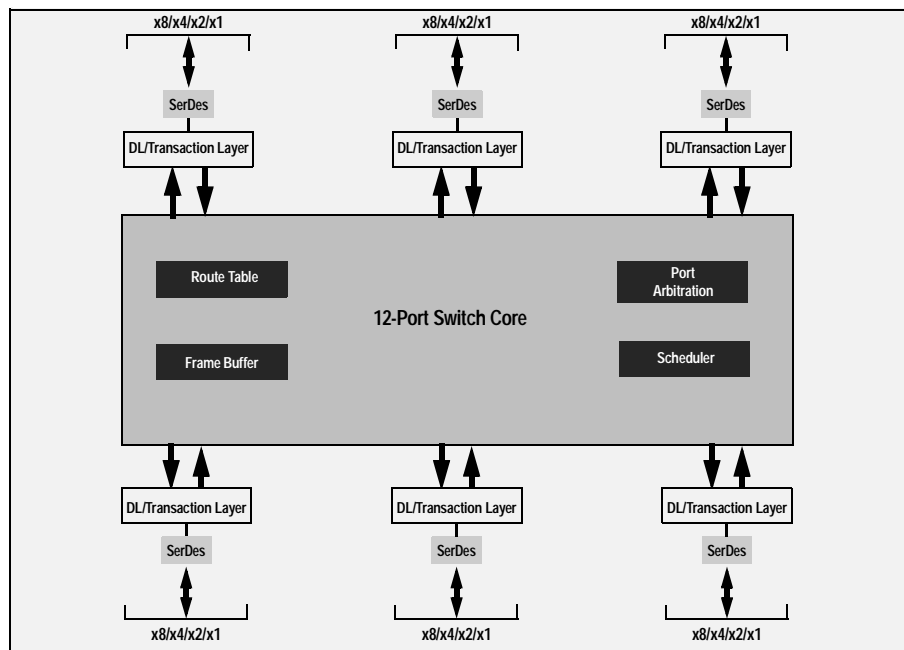 x8/x4/x2/x1
x8/x4/x2/x1
x8/x4/x2/x1
SerDes
SerDes
SerDes
DL/Transaction Layer
DL/Transaction Layer
DL/Transaction Layer
Route Table
Port
Arbitration
12-Port Switch Core
Frame Buffer
Scheduler
DL/Transaction Layer
DL/Transaction Layer
DL/Transaction Layer
SerDes
SerDes
SerDes
x8/x4/x2/x1
x8/x4/x2/x1
x8/x4/x2/x1